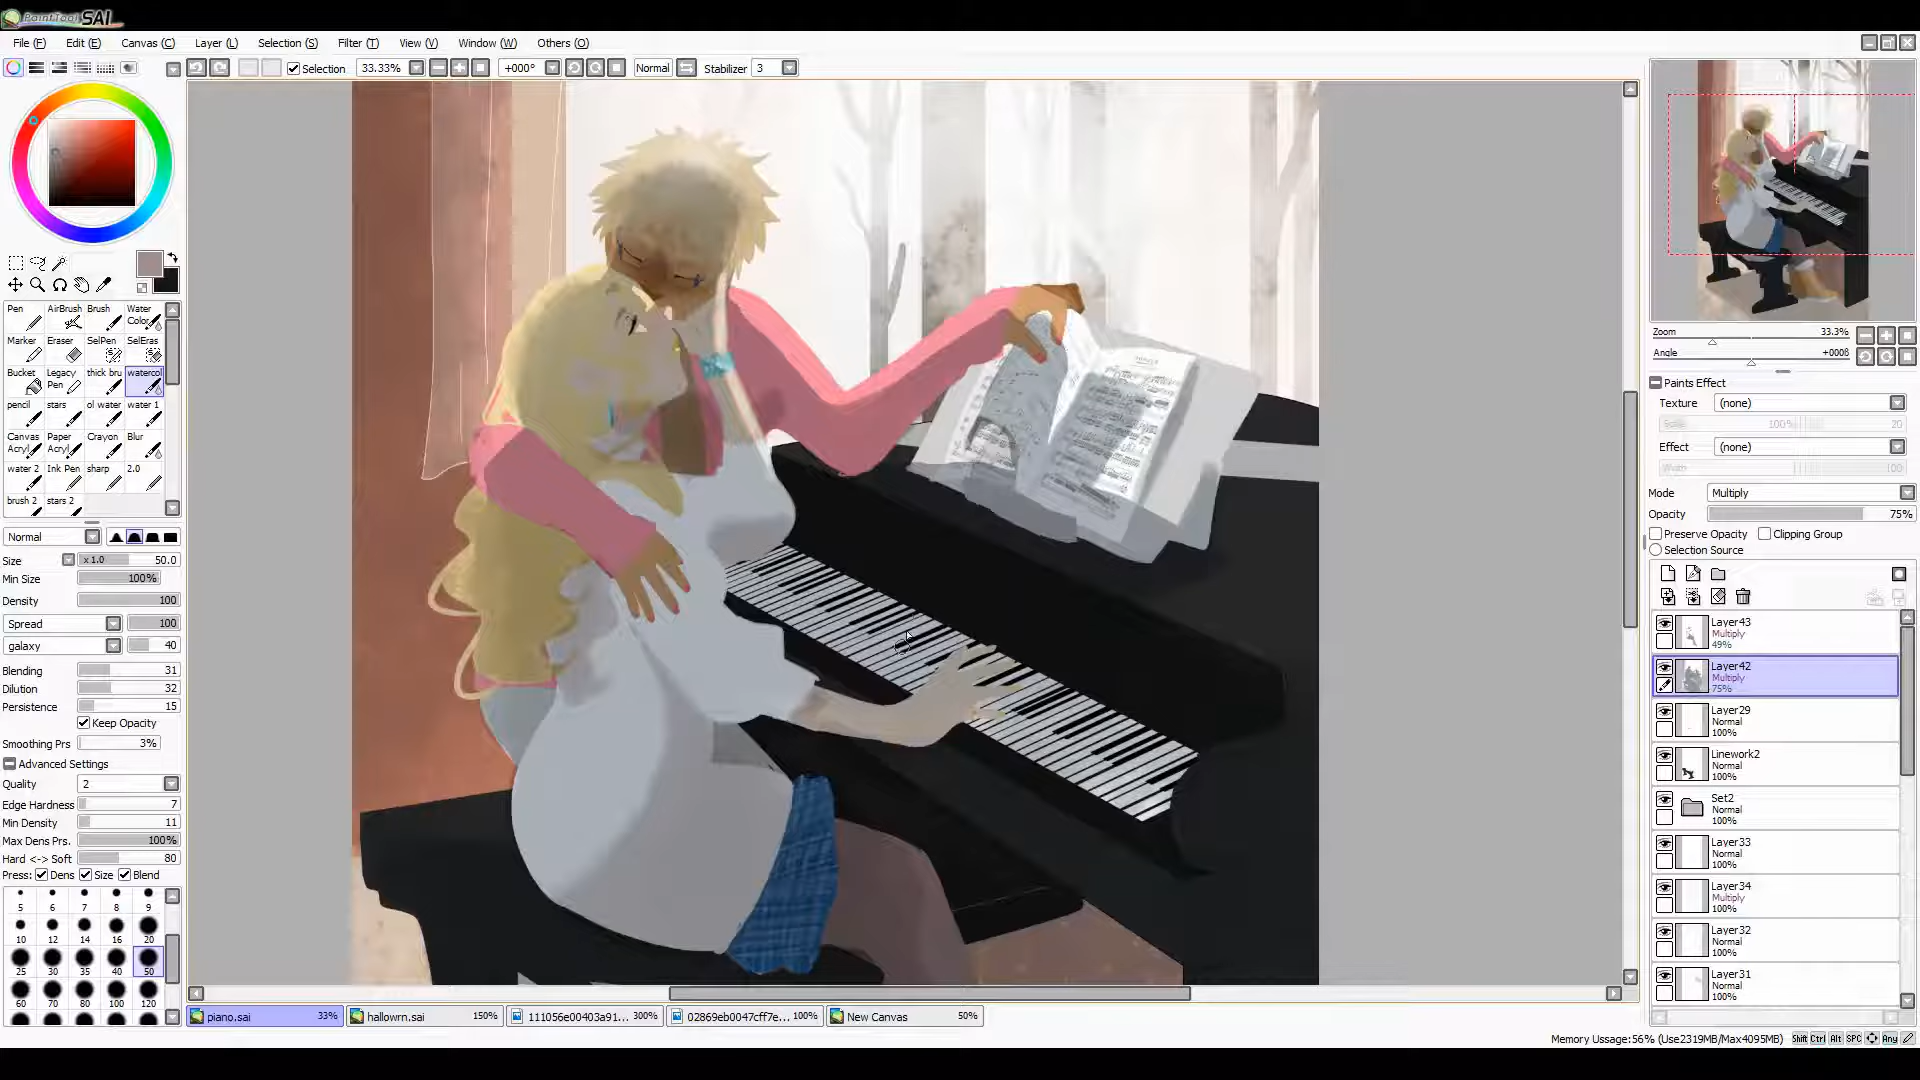 PaintTool SAI
File (F) Edit (E) Canvas (C) Layer (L) Selection (S) Filter (T) View (V) Window (W) Others (O)
Selection 33.33% +000° Normal Stabilizer 3
Pen AirBrush Brush Water Color
Marker Eraser SelPen SelEras
Bucket Legacy Pen thick bru watercol
pencil stars ol water water 1
Canvas Acryl Paper Acryl Crayon Blur
water 2 Ink Pen sharp 2.0
brush 2 stars 2
Normal
Size x 1.0 50.0
Min Size 100%
Density 100
Spread 100
galaxy 40
Blending 31
Dilution 32
Persistence 15
Keep Opacity
Smoothing Prs 3%
Advanced Settings
Quality 2
Edge Hardness 7
Min Density 11
Max Dens Prs. 100%
Hard <-> Soft 80
Press: Dens Size Blend
5 6 7 8 9
10 12 14 16 20
25 30 35 40 50
60 70 80 100 120
Zoom 33.3%
Angle +000ß
Paints Effect
Texture (none)
100% 20
Effect (none)
100
Mode Multiply
Opacity 75%
Preserve Opacity Clipping Group
Selection Source
Layer43
Multiply
49%
Layer42
Multiply
75%
Layer29
Normal
100%
Linework2
Normal
100%
Set2
Normal
100%
Layer33
Normal
100%
Layer34
Multiply
100%
Layer32
Normal
100%
Layer31
Normal
100%
piano.sai 33% hallowrn.sai 150% 111056e00403a91... 300% 02869eb0047cff7e... 100% New Canvas 50%
Memory Ussage:56% (Use2319MB/Max4095MB) Shift Ctrl Alt SPC Any